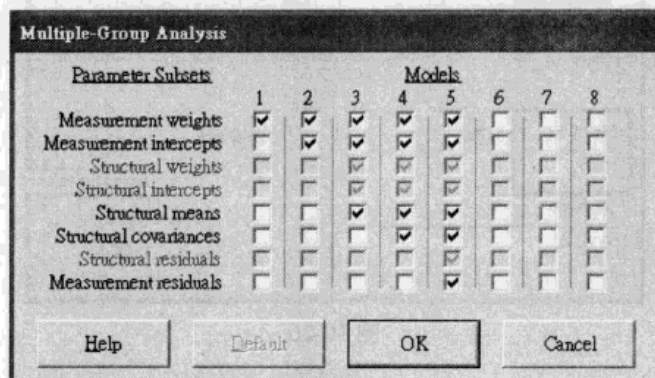 Multiple-Group Analysis
Parameter Subsets Models
1 2 3 4 5 6 7 8
Measurement weights
Measurement intercepts
Structural weights
Structural intercepts
Structural means
Structural covariances
Structural residuals
Measurement residuals
Help Default OK Cancel